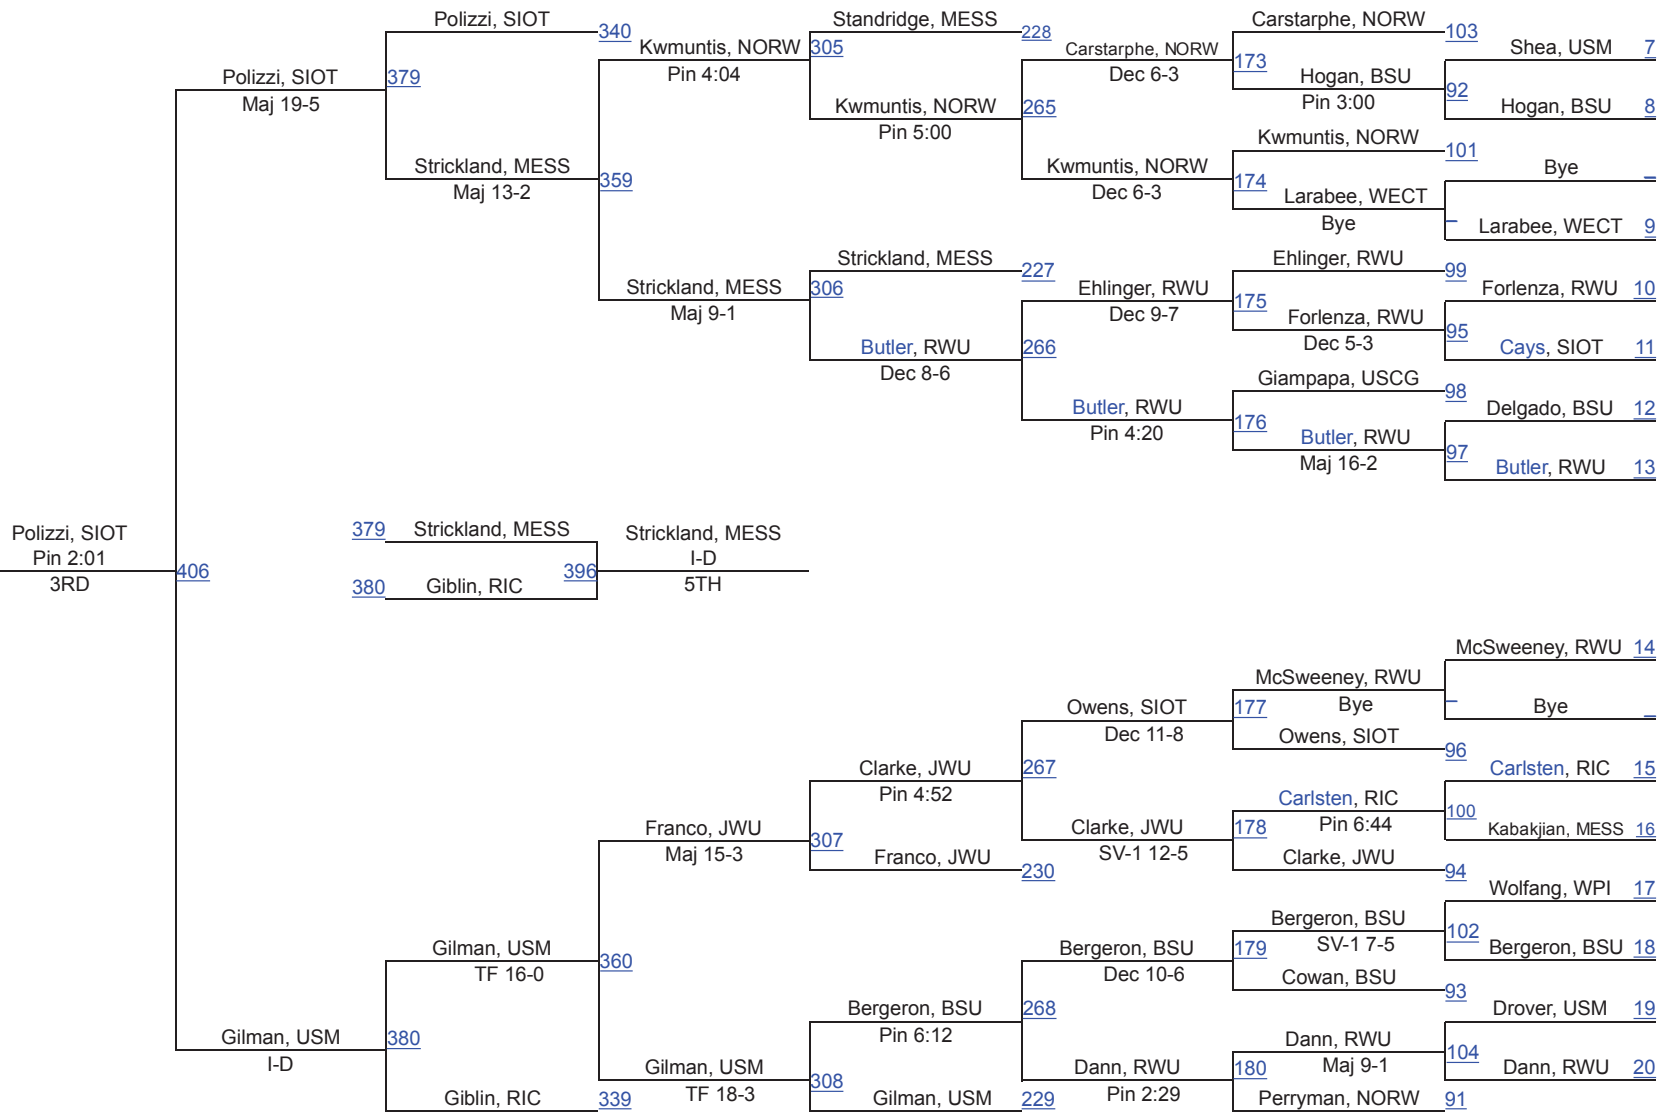 Polizzi, SIOT
340
Standridge, MESS
228
Carstarphe, NORW
103
Kwmuntis, NORW
305
Pin 4:04
Carstarphe, NORW
Dec 6-3
173
Shea, USM 7
Polizzi, SIOT
379
Maj 19-5
Hogan, BSU
Pin 3:00
92
Kwmuntis, NORW
Pin 5:00
265
Hogan, BSU 8
Kwmuntis, NORW
101
Strickland, MESS
Maj 13-2
359
Kwmuntis, NORW
Dec 6-3
174
Bye _
Larabee, WECT
Bye
_
Larabee, WECT 9
Strickland, MESS
227
Ehlinger, RWU
99
Strickland, MESS
Maj 9-1
306
Ehlinger, RWU
Dec 9-7
175
Forlenza, RWU 10
Forlenza, RWU
Dec 5-3
95
Butler, RWU
Dec 8-6
266
Cays, SIOT 11
Giampapa, USCG
98
Butler, RWU
Pin 4:20
176
Delgado, BSU 12
Butler, RWU
Maj 16-2
97
Butler, RWU 13
Polizzi, SIOT
Pin 2:01
3RD
406
379 Strickland, MESS
380 Giblin, RIC
396
Strickland, MESS
I-D
5TH
McSweeney, RWU 14
McSweeney, RWU
Bye
_
Owens, SIOT
Dec 11-8
177
Bye _
Owens, SIOT
96
Clarke, JWU
Pin 4:52
267
Carlsten, RIC 15
Carlsten, RIC
Pin 6:44
100
Franco, JWU
Maj 15-3
307
Clarke, JWU
SV-1 12-5
178
Kabakjian, MESS 16
Franco, JWU
230
Clarke, JWU
94
Wolfang, WPI 17
Bergeron, BSU
SV-1 7-5
102
Gilman, USM
TF 16-0
360
Bergeron, BSU
Dec 10-6
179
Bergeron, BSU 18
Cowan, BSU
93
Bergeron, BSU
Pin 6:12
268
Drover, USM 19
Gilman, USM
I-D
380
Dann, RWU
Maj 9-1
104
Gilman, USM
TF 18-3
308
Dann, RWU
Pin 2:29
180
Dann, RWU 20
Giblin, RIC
339
Gilman, USM
229
Perryman, NORW
91